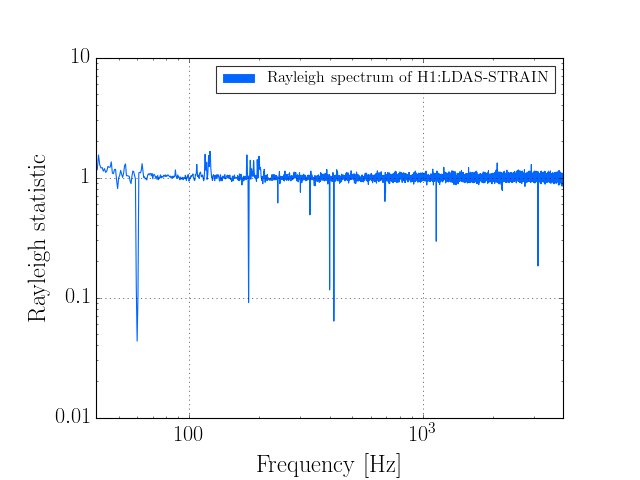 10
Rayleigh spectrum of H1:LDAS-STRAIN
1
Rayleigh statistic
0.1
0.01
100
10³
Frequency [Hz]